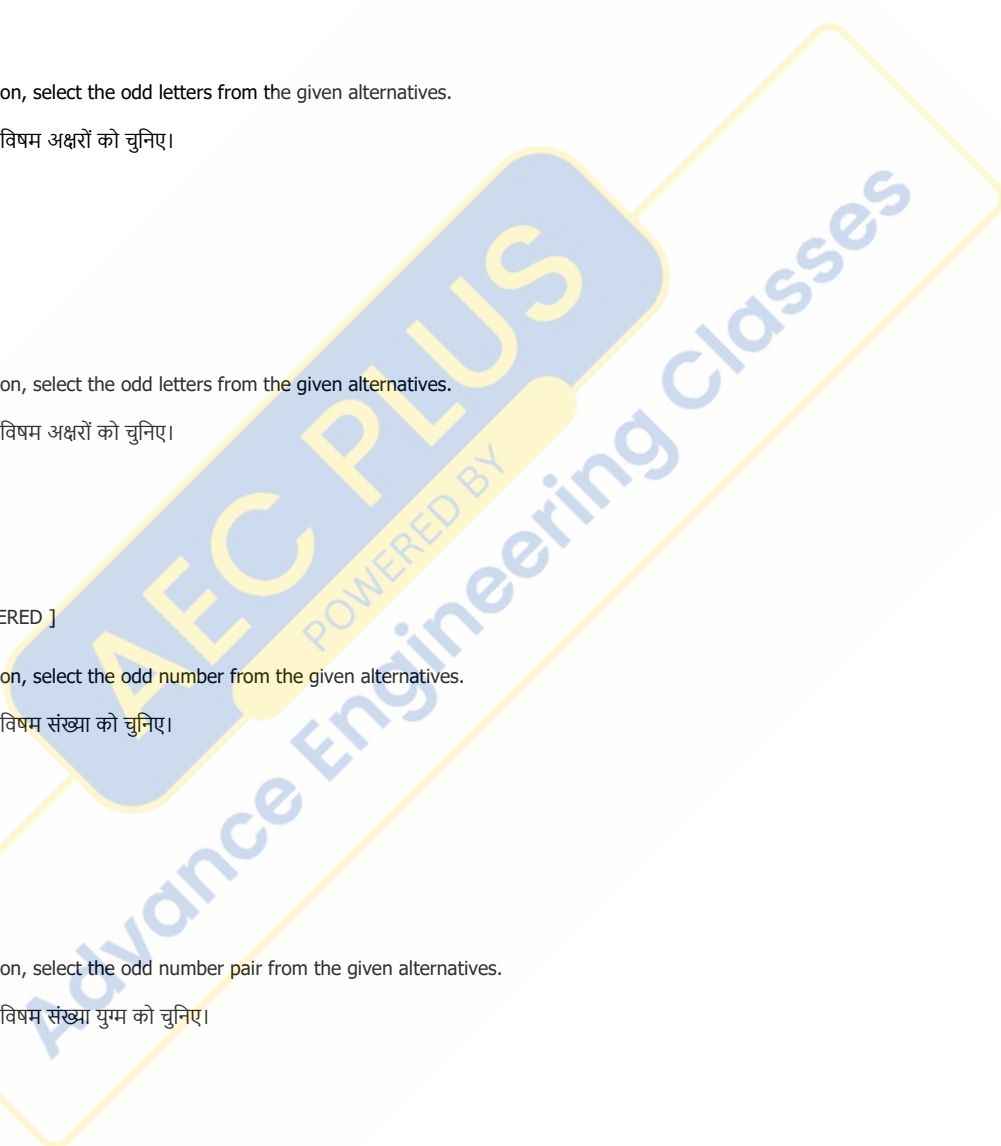 on, select the odd letters from the given alternatives.
विषम अक्षरों को चुनिए।
on, select the odd letters from the given alternatives.
विषम अक्षरों को चुनिए।
ERED ]
on, select the odd number from the given alternatives.
विषम संख्या को चुनिए।
on, select the odd number pair from the given alternatives.
विषम संख्या युग्म को चुनिए।
AEC PLUS
POWERED BY
Advance Engineering Classes